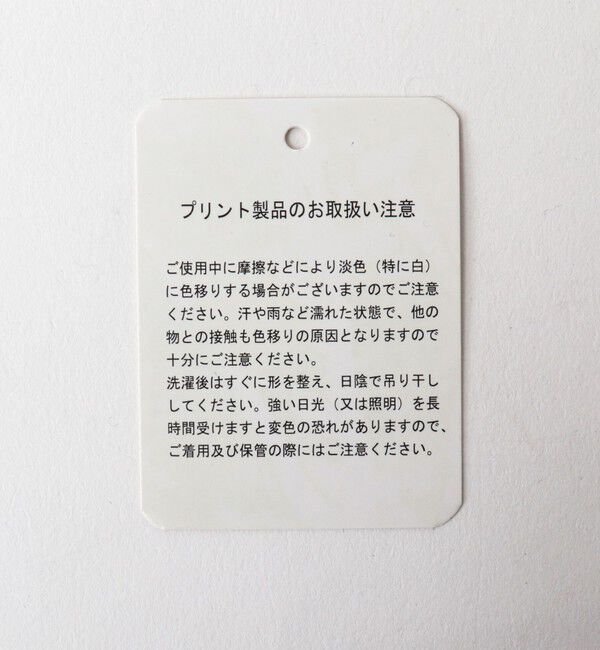 プリント製品のお取扱い注意
ご使用中に摩擦などにより淡色（特に白）
に色移りする場合がございますのでご注意
ください。汗や雨など濡れた状態で、他の
物との接触も色移りの原因となりますので
十分にご注意ください。
洗濯後はすぐに形を整え、日陰で吊り干し
してください。強い日光（又は照明）を長
時間受けますと変色の恐れがありますので、
ご着用及び保管の際にはご注意ください。